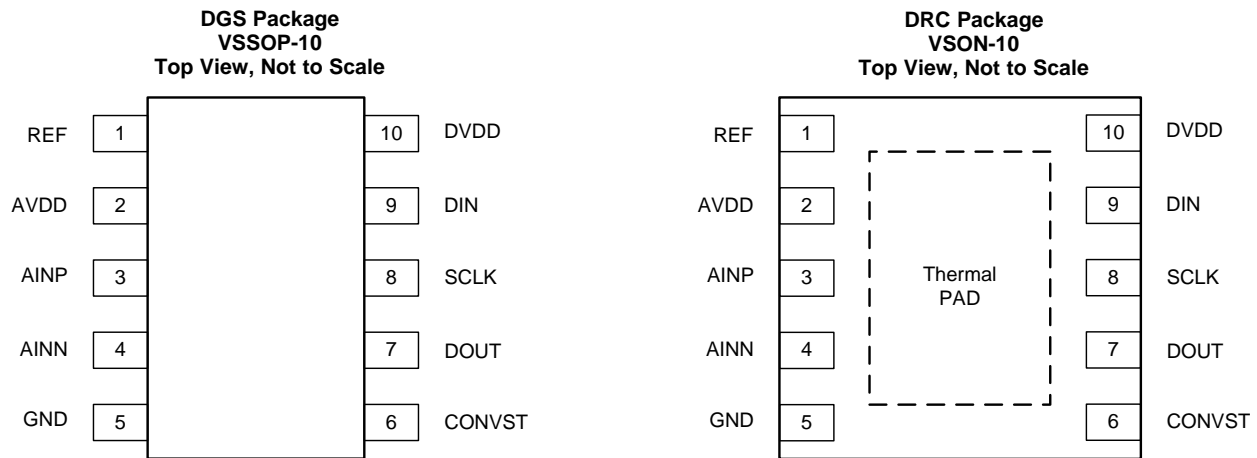 DGS Package
VSSOP-10
Top View, Not to Scale
REF 1 10 DVDD
AVDD 2 9 DIN
AINP 3 8 SCLK
AINN 4 7 DOUT
GND 5 6 CONVST
DRC Package
VSON-10
Top View, Not to Scale
REF 1 10 DVDD
AVDD 2 9 DIN
AINP 3 8 SCLK
Thermal
PAD
AINN 4 7 DOUT
GND 5 6 CONVST